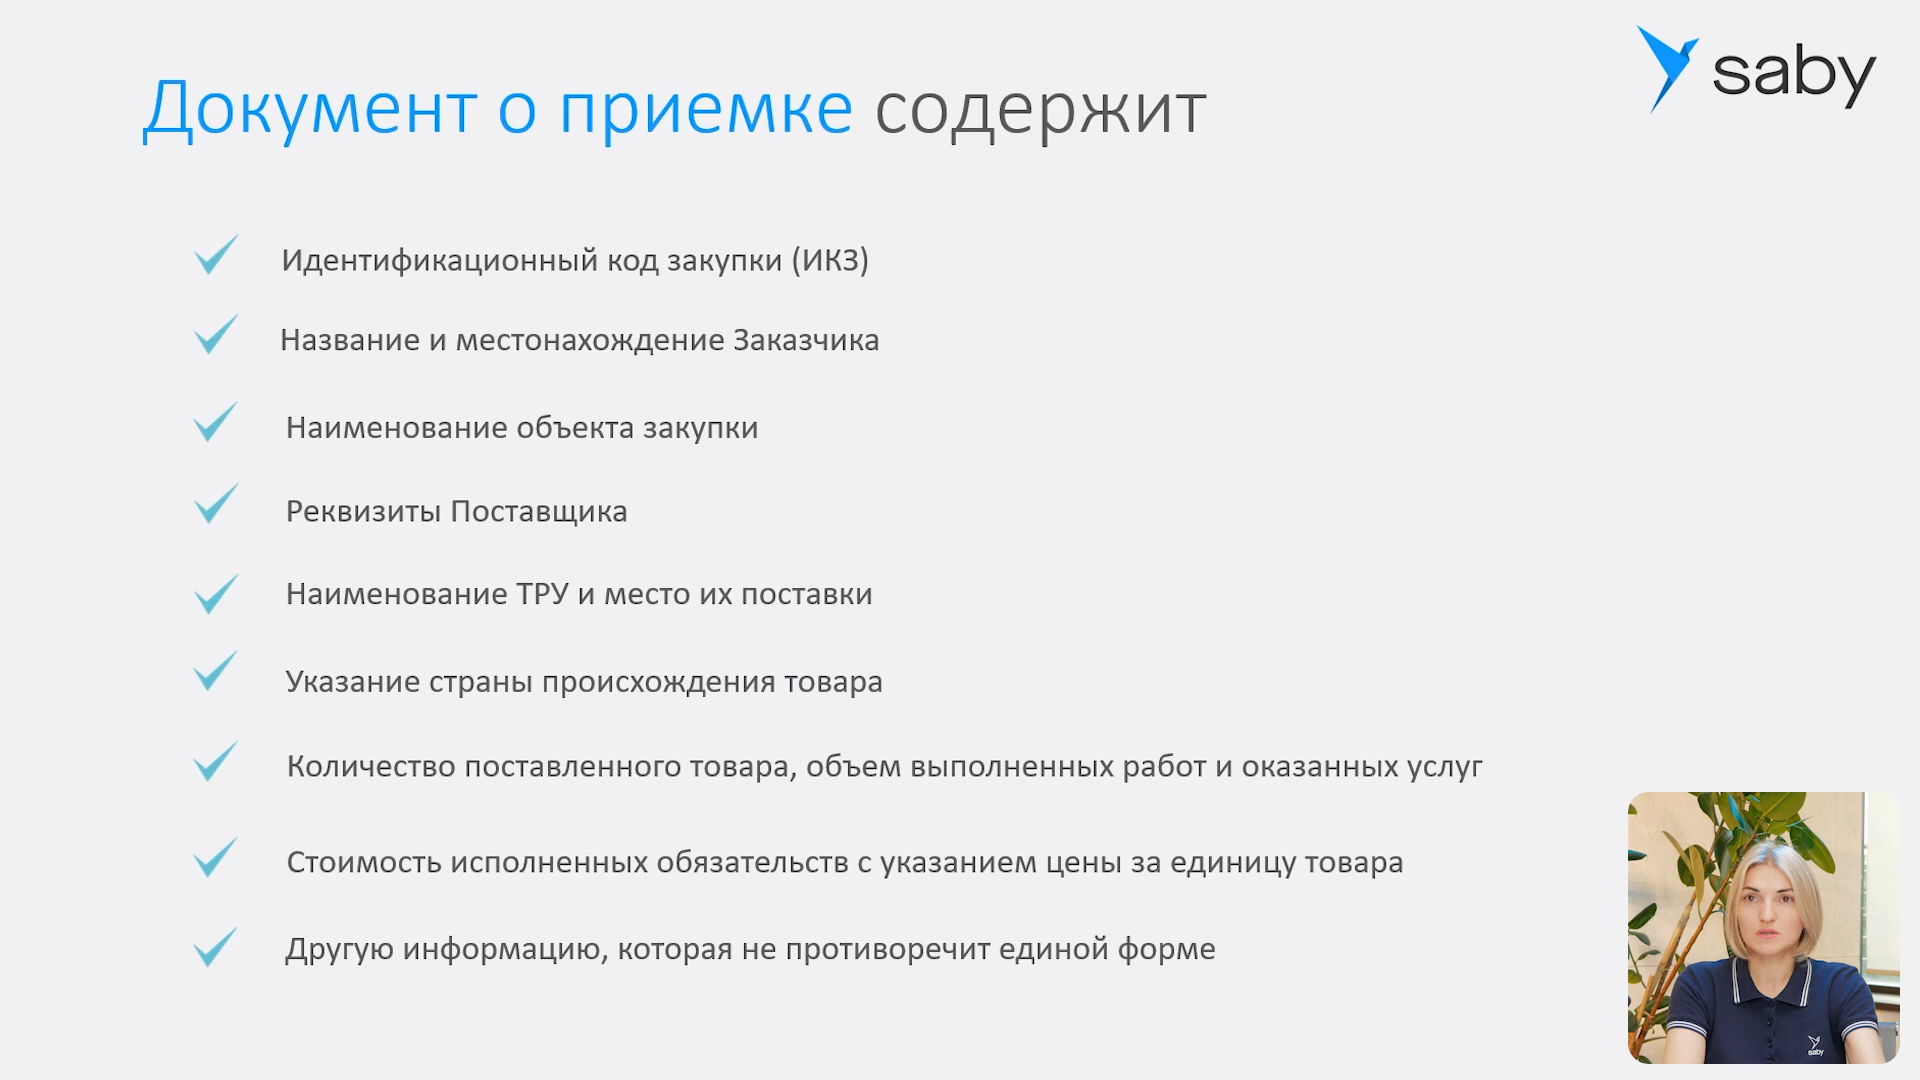 saby
Документ о приемке содержит
Идентификационный код закупки (ИКЗ)
Название и местонахождение Заказчика
Наименование объекта закупки
Реквизиты Поставщика
Наименование ТРУ и место их поставки
Указание страны происхождения товара
Количество поставленного товара, объем выполненных работ и оказанных услуг
Стоимость исполненных обязательств с указанием цены за единицу товара
Другую информацию, которая не противоречит единой форме
saby